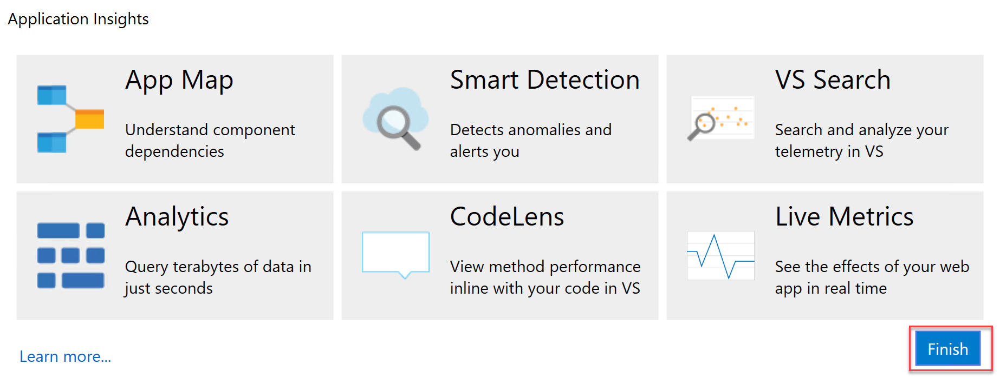 Application Insights
App Map
Understand component
dependencies
Smart Detection
Detects anomalies and
alerts you
VS Search
Search and analyze your
telemetry in VS
Analytics
Query terabytes of data in
just seconds
CodeLens
View method performance
inline with your code in VS
Live Metrics
See the effects of your web
app in real time
Learn more...
Finish